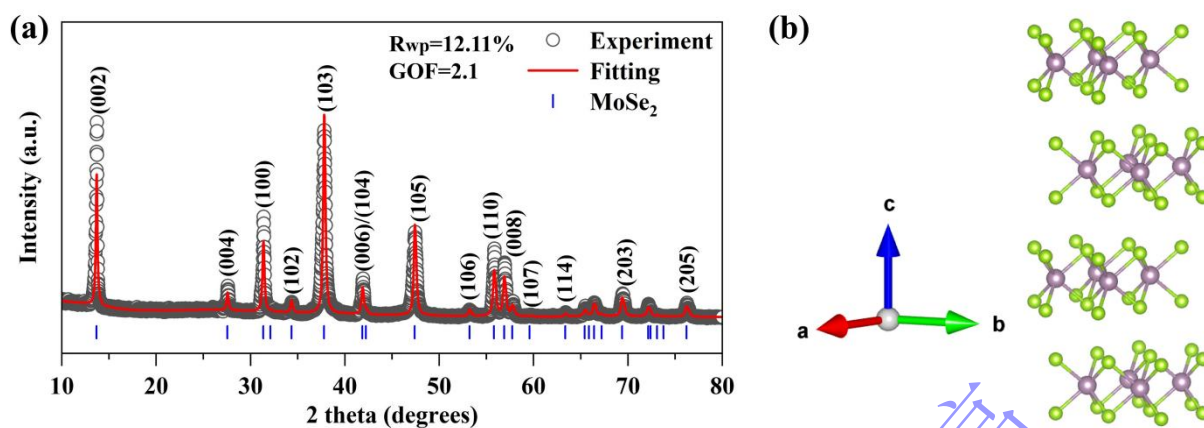 (a)
Rwp=12.11%
GOF=2.1
Experiment
Fitting
MoSe2
(002)
(004)
(100)
(102)
(103)
(006)/(104)
(105)
(106)
(110)
(008)
(107)
(114)
(203)
(205)
Intensity (a.u.)
10 20 30 40 50 60 70 80
2 theta (degrees)
(b)
c
a
b